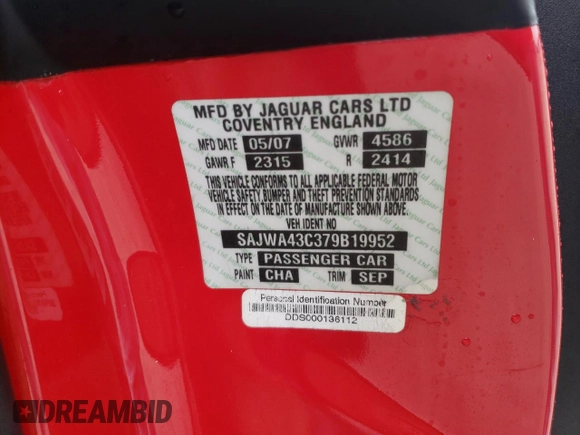 MFD BY JAGUAR CARS LTD
COVENTRY ENGLAND
MFD DATE 05/07 GVWR 4586
GAWR F 2315 R 2414
THIS VEHICLE CONFORMS TO ALL APPLICABLE FEDERAL MOTOR
VEHICLE SAFETY, BUMPER AND THEFT PREVENTION STANDARDS
IN EFFECT ON THE DATE OF MANUFACTURE SHOWN ABOVE.
VEH IDENT NO
SAJWA43C379B19952
TYPE PASSENGER CAR
PAINT CHA TRIM SEP
Personal Identification Number
DDS000136112
DREAMBID